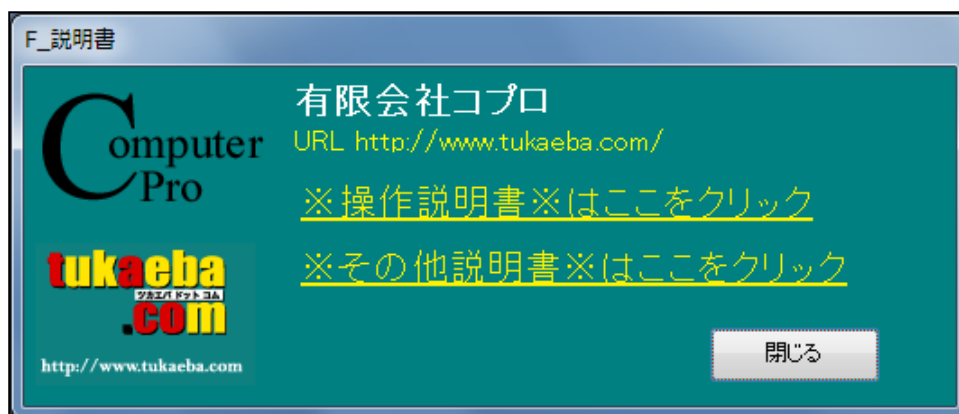 F_説明書
Computer
Pro
有限会社コプロ
URL http://www.tukaeba.com/
※操作説明書※はここをクリック
※その他説明書※はここをクリック
tukaeba
ツカエバ ドット コム
.com
http://www.tukaeba.com
閉じる